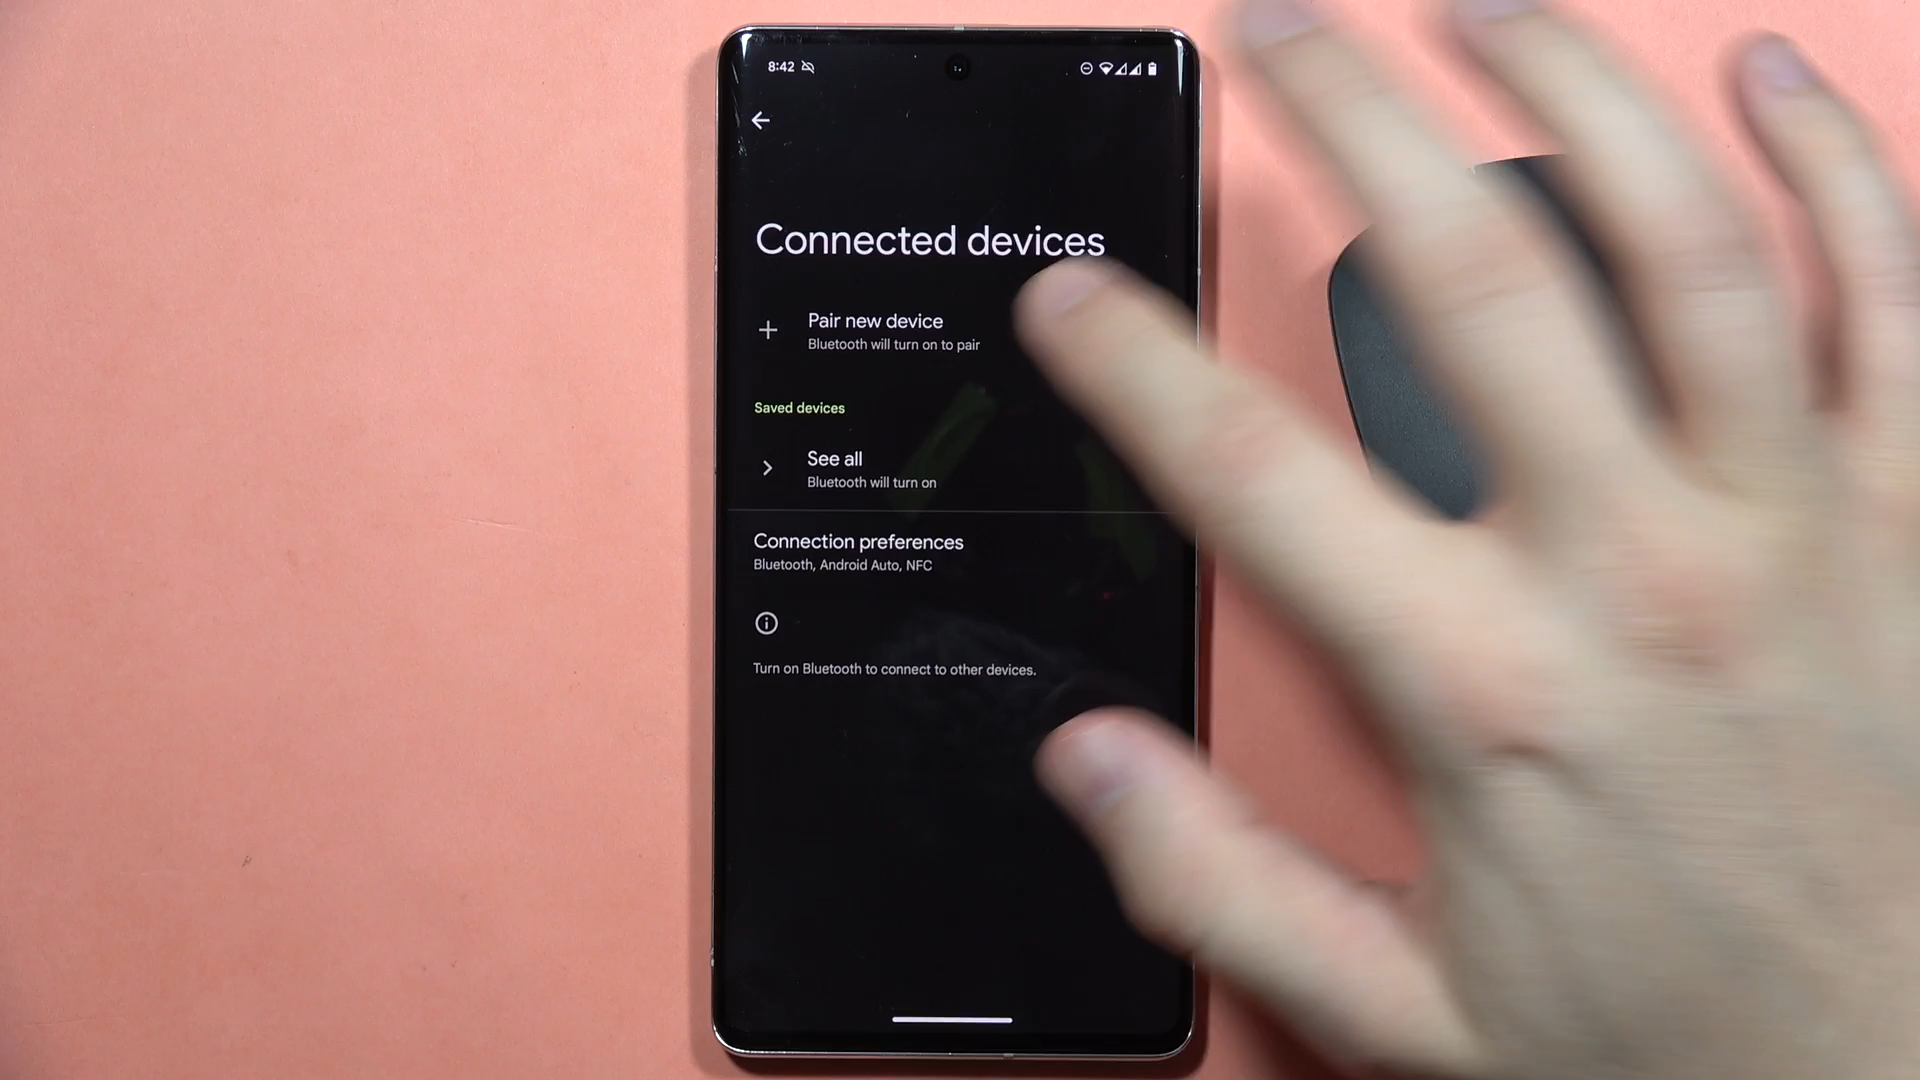 8:42
Connected devices
Pair new device
Bluetooth will turn on to pair
Saved devices
See all
Bluetooth will turn on
Connection preferences
Bluetooth, Android Auto, NFC
Turn on Bluetooth to connect to other devices.